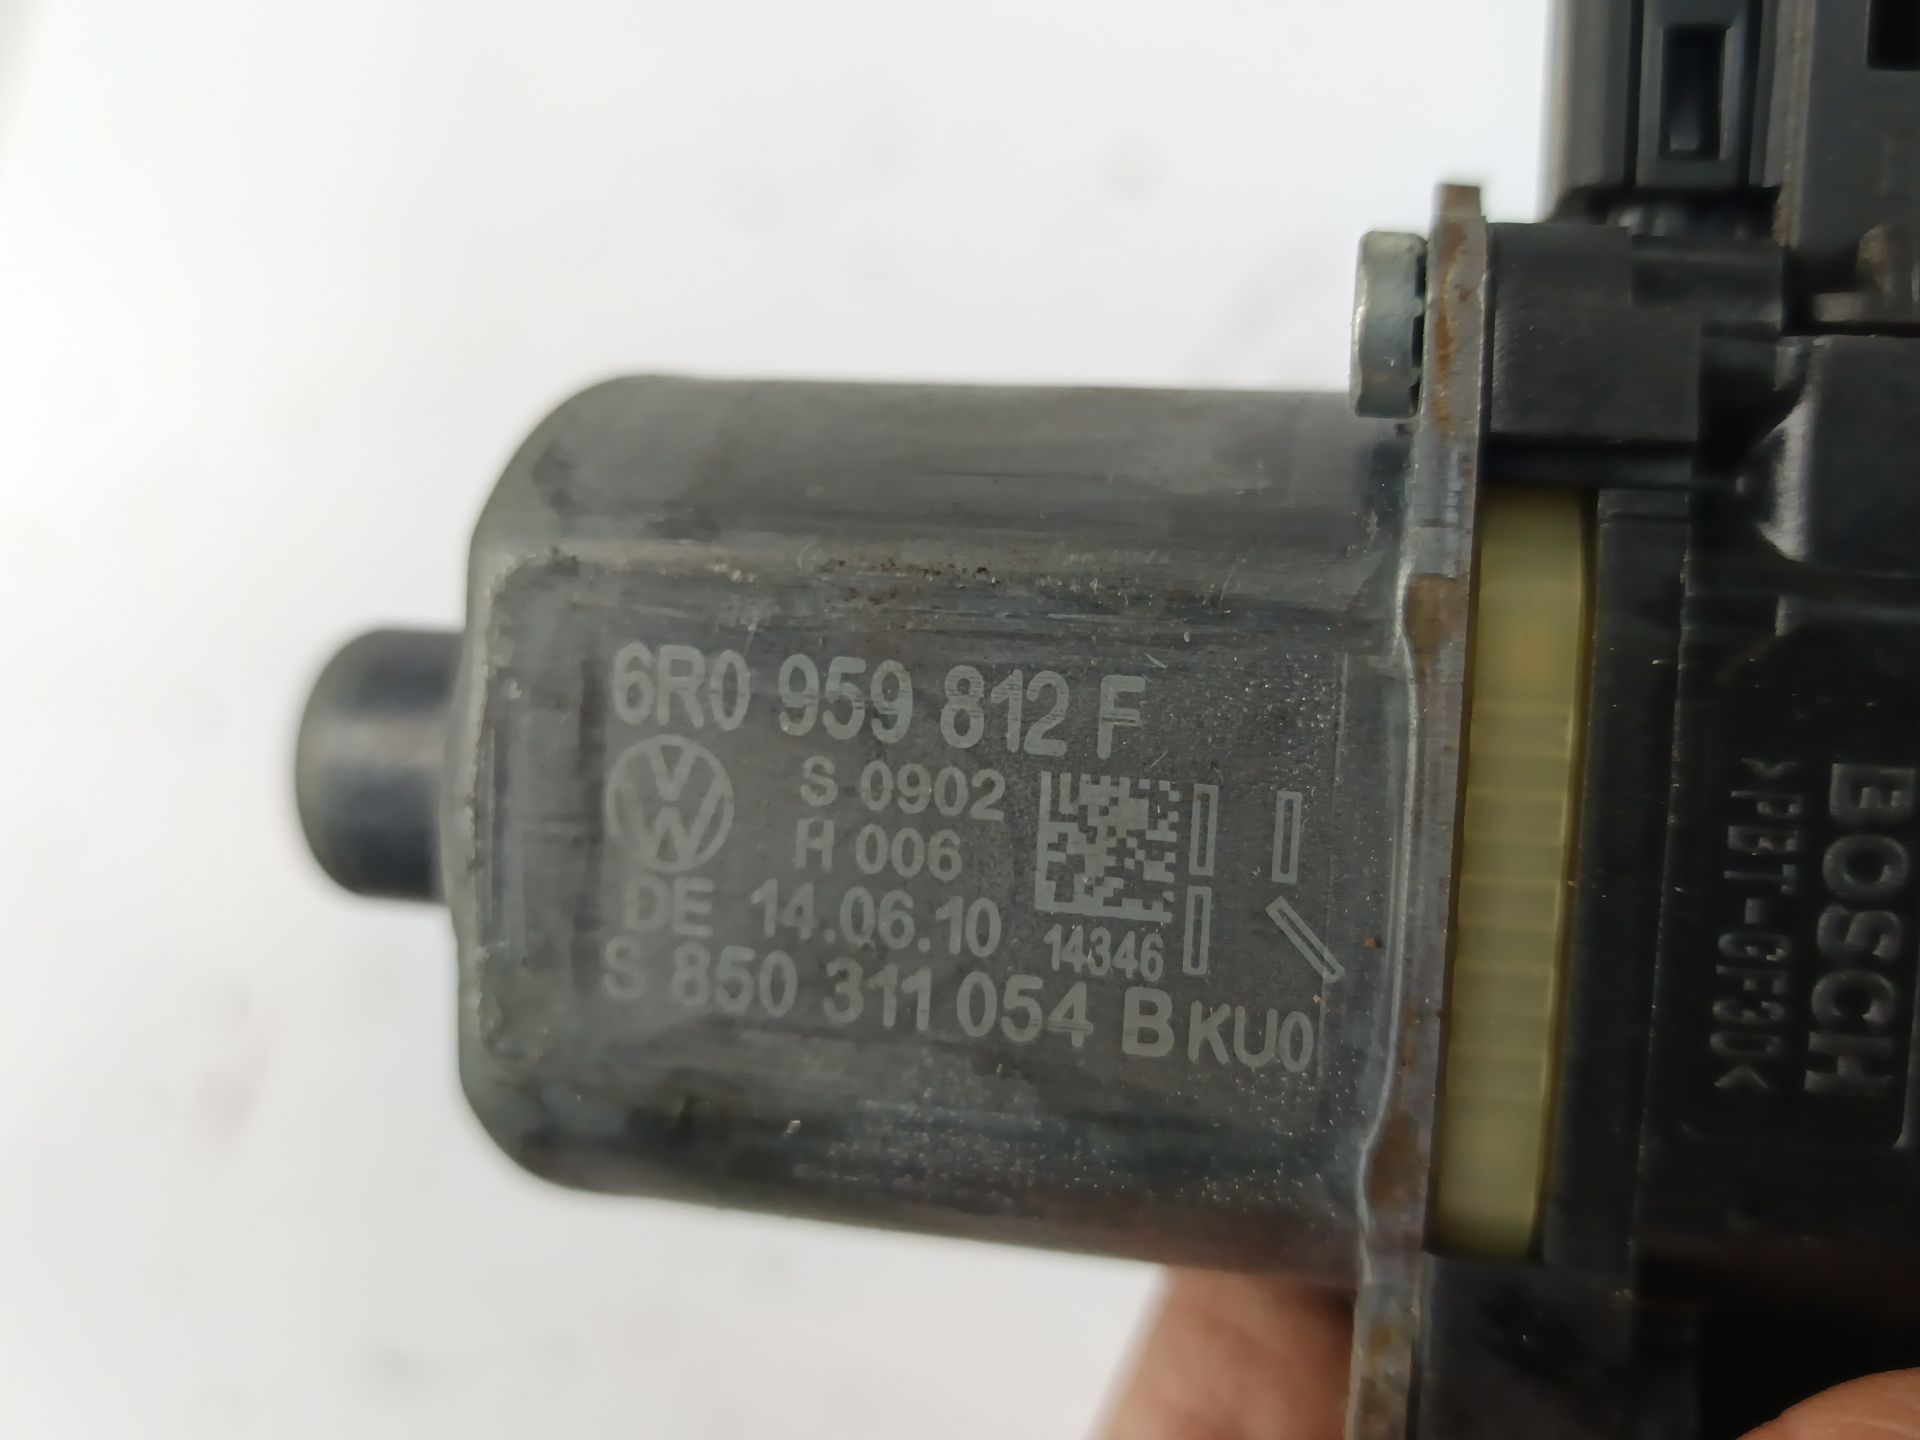 6R0 959 812 F
S 0902
H 006
DE 14.06.10
14346
S 850 311 054 B KU0
BOSCH
>PBT-GF30<